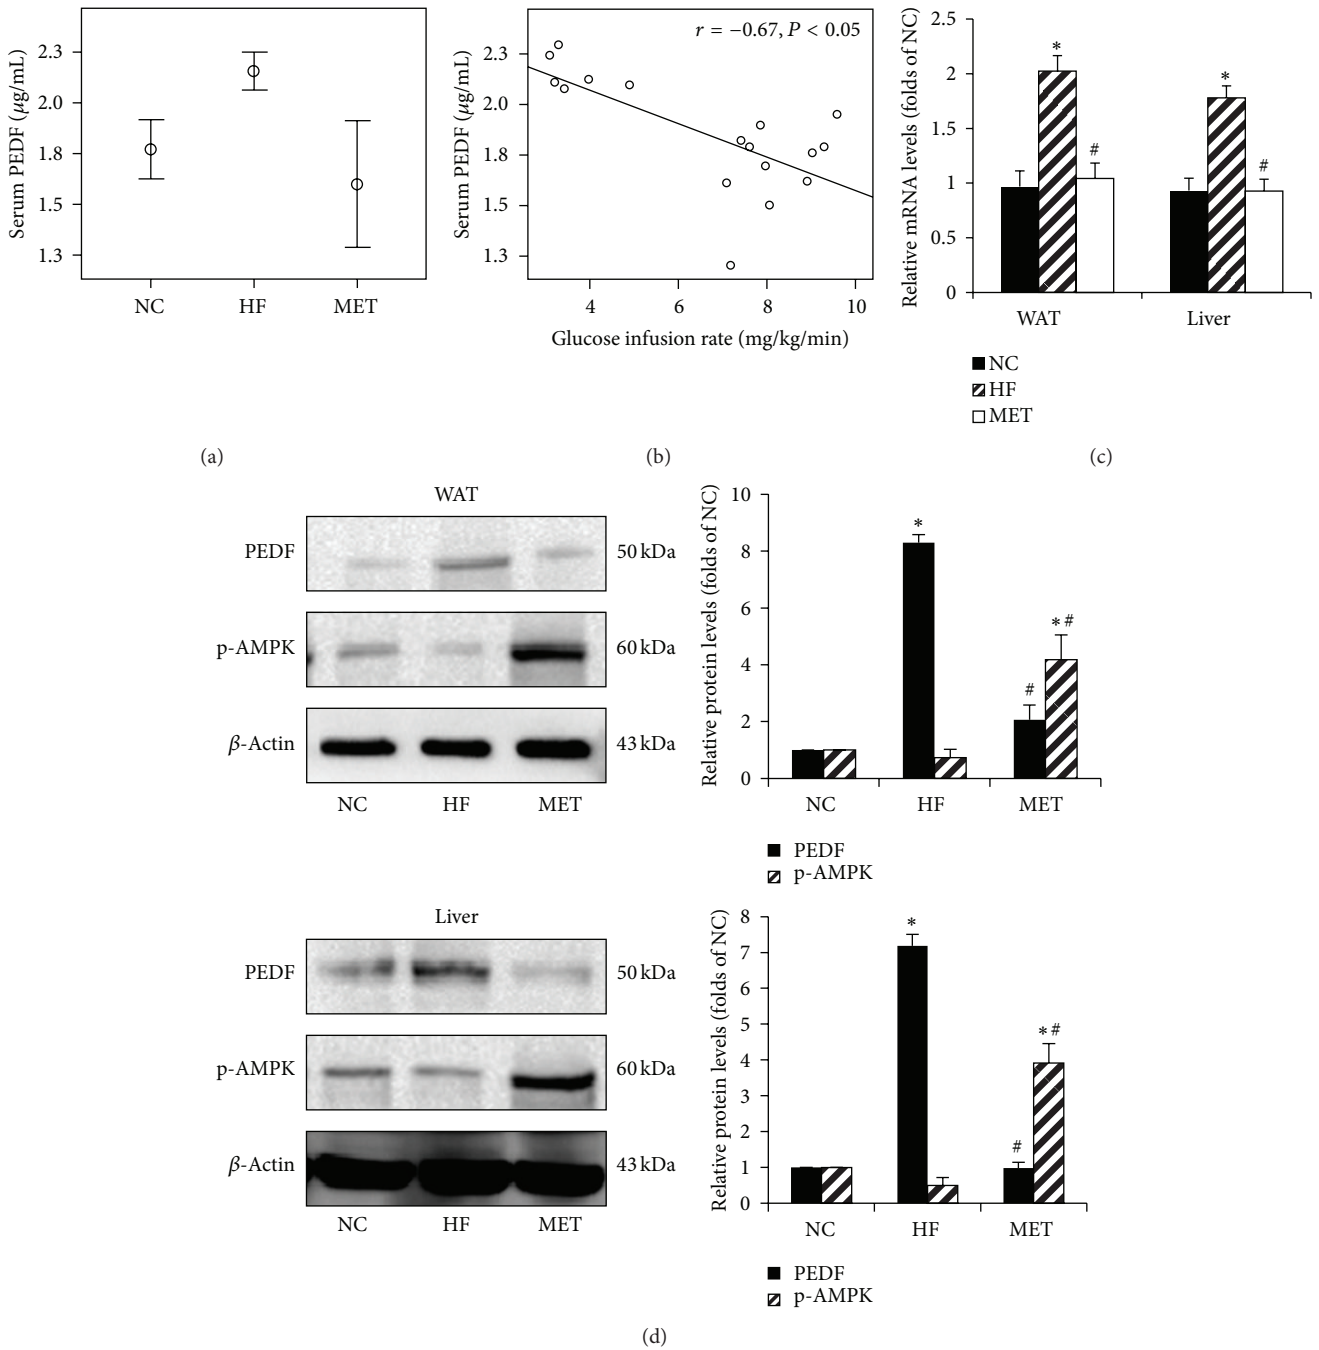 Serum PEDF (μg/mL)
2.3
2.0
1.8
1.5
1.3
NC HF MET
(a)
r = −0.67, P < 0.05
Serum PEDF (μg/mL)
2.3
2.0
1.8
1.5
1.3
4 6 8 10
Glucose infusion rate (mg/kg/min)
(b)
Relative mRNA levels (folds of NC)
2.5
2
1.5
1
0.5
0
* # * #
WAT Liver
NC
HF
MET
(c)
WAT
PEDF 50 kDa
p-AMPK 60 kDa
β-Actin 43 kDa
NC HF MET
Relative protein levels (folds of NC)
10
8
6
4
2
0
* # * #
NC HF MET
PEDF
p-AMPK
Liver
PEDF 50 kDa
p-AMPK 60 kDa
β-Actin 43 kDa
NC HF MET
Relative protein levels (folds of NC)
8
7
6
5
4
3
2
1
0
* # * #
NC HF MET
PEDF
p-AMPK
(d)